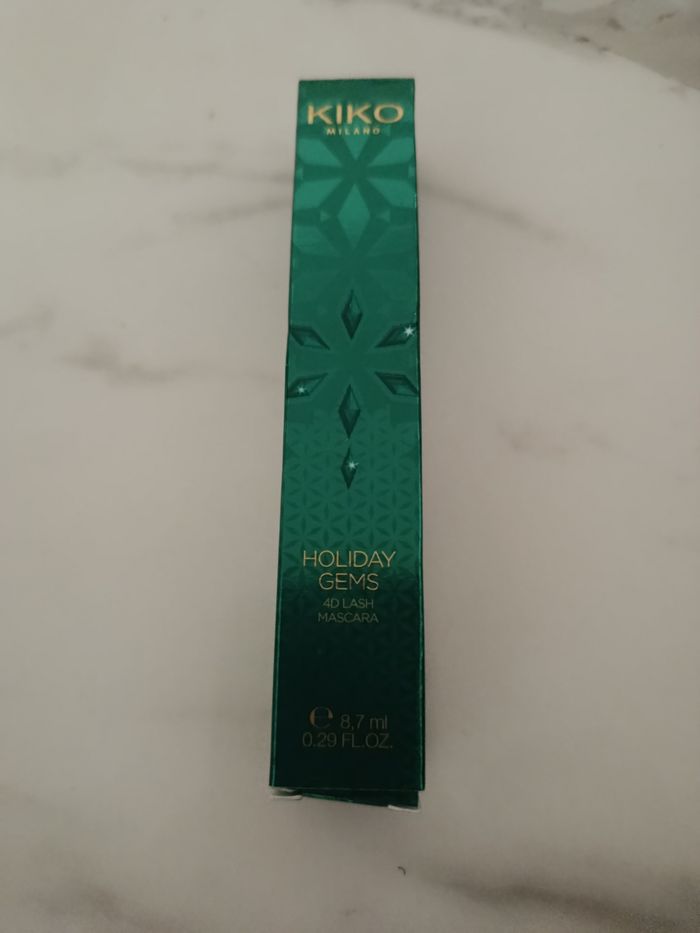 KIKO
MILANO
HOLIDAY
GEMS
4D LASH
MASCARA
℮ 8,7 ml
0.29 FL.OZ.